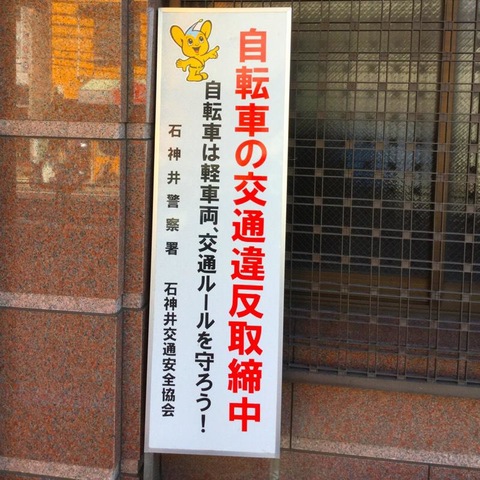 自転車の交通違反取締中
自転車は軽車両、交通ルールを守ろう!
石神井警察署 石神井交通安全協会